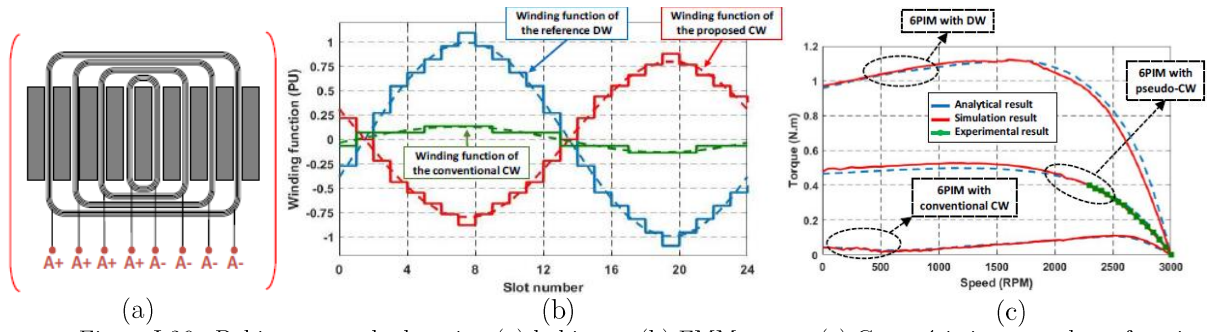 A+ A+ A+ A+ A- A- A- A-
(a)
Winding function of
the reference DW
Winding function of
the proposed CW
Winding function of
the conventional CW
Winding function (PU)
1
0.75
0.5
0.25
0
-0.25
-0.5
-0.75
-1
0 4 8 12 16 20 24
Slot number
(b)
c)
6PIM with DW
6PIM with
pseudo-CW
Analytical result
Simulation result
Experimental result
6PIM with
conventional CW
Torque (N.m)
1.2
1
0.8
0.6
0.4
0.2
0
0 500 1000 1500 2000 2500 3000
Speed (RPM)
(c)